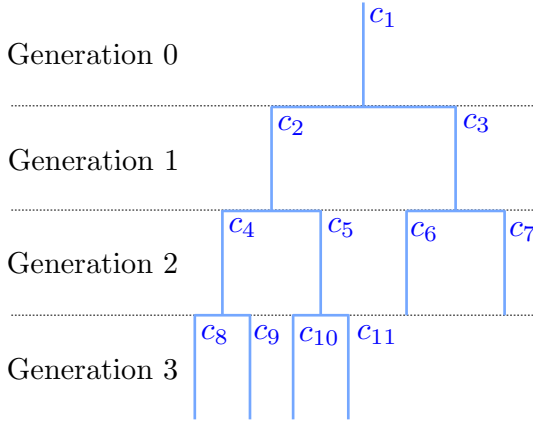 c₁
Generation 0
c₂ c₃
Generation 1
c₄ c₅ c₆ c₇
Generation 2
c₈ c₉ c₁₀ c₁₁
Generation 3